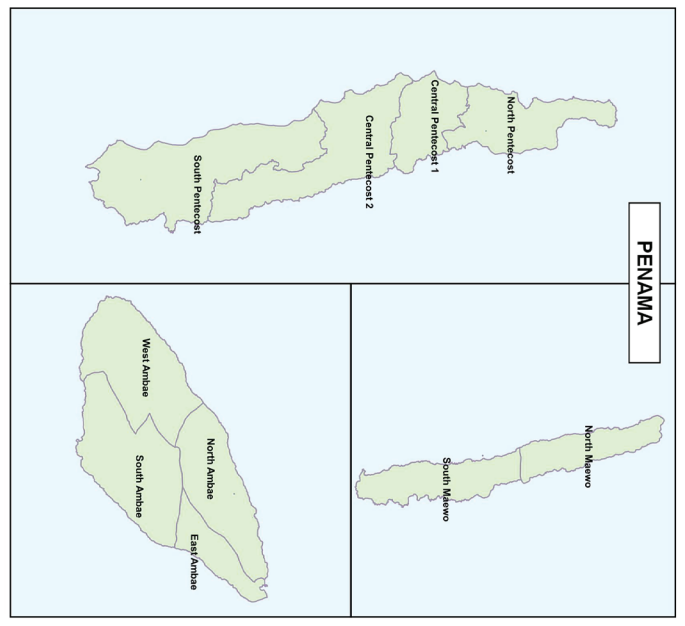 PENAMA
North Maewo
South Maewo
North Pentecost
Central Pentecost 1
Central Pentecost 2
South Pentecost
North Ambae
East Ambae
West Ambae
South Ambae